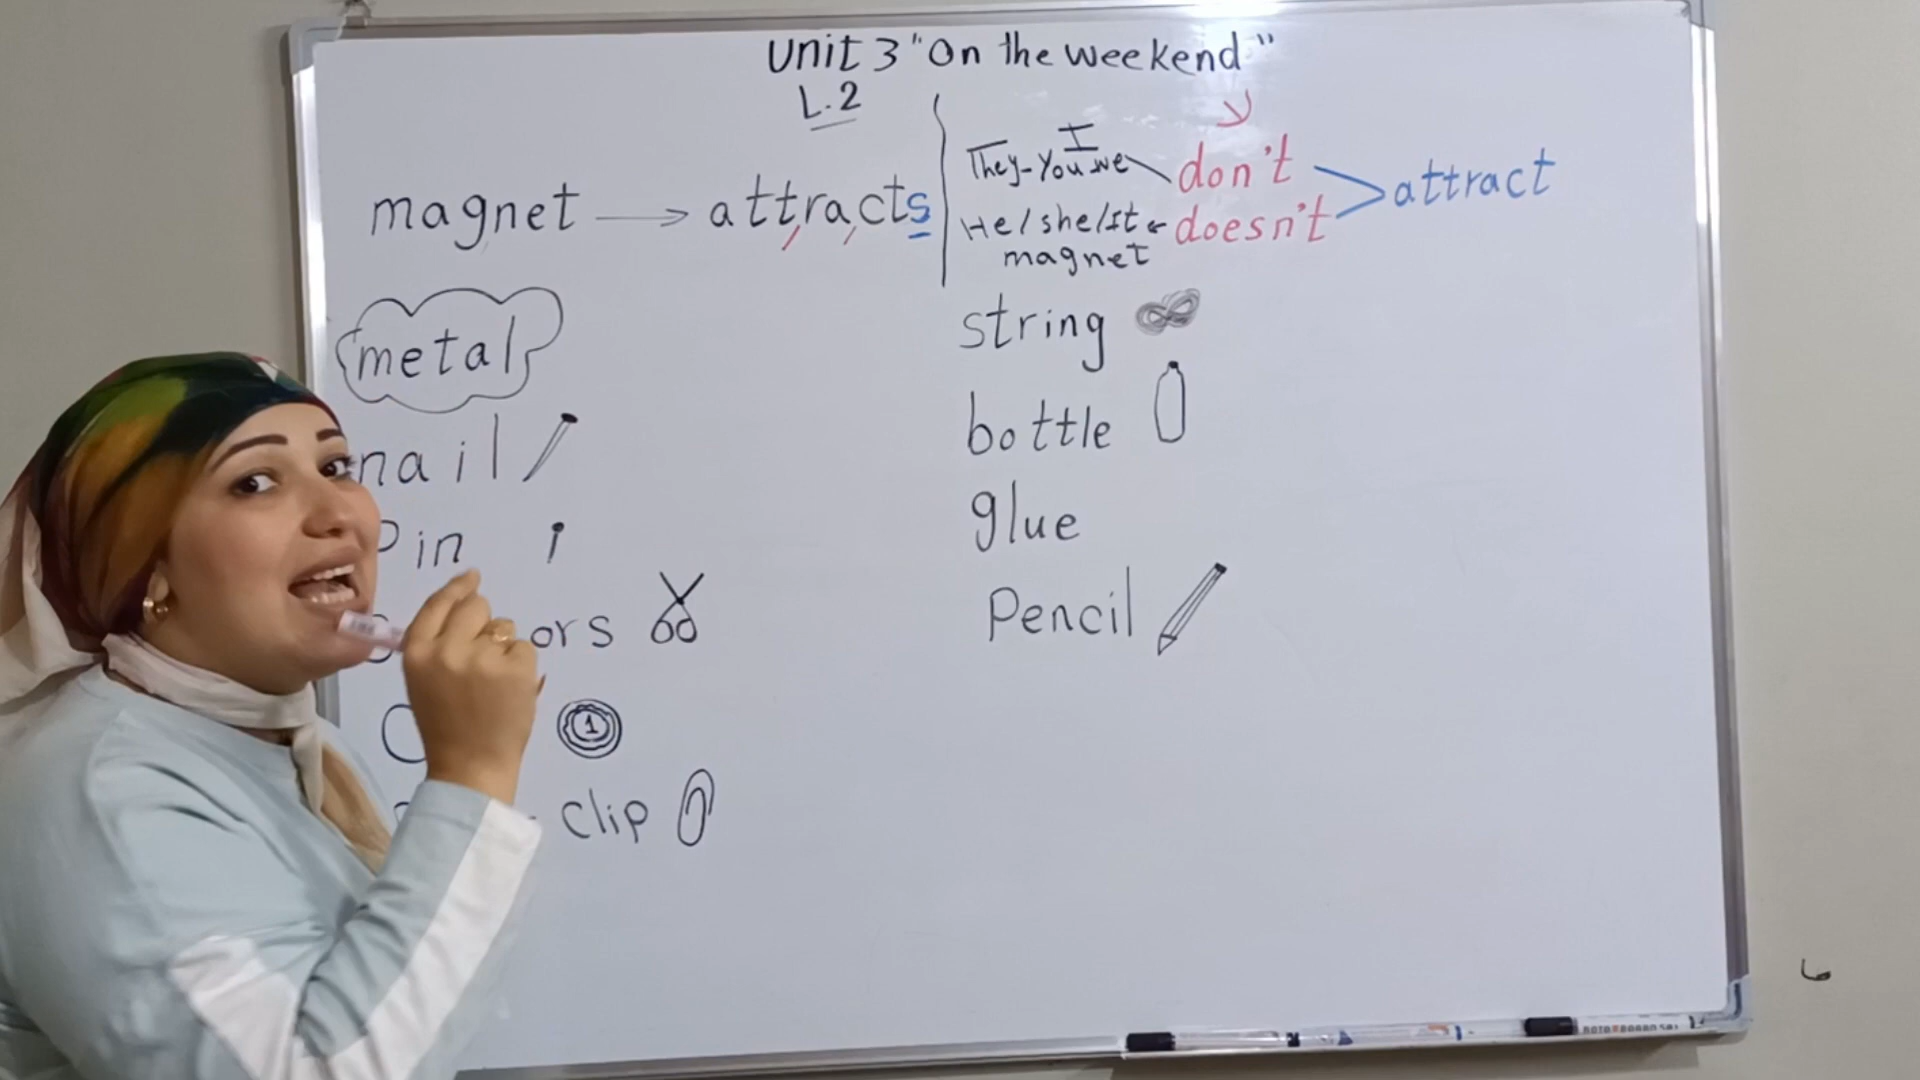 Unit 3 "On the weekend"
L.2
magnet → attracts
metal
nail
Pin
ors
1
clip
I
They-You-we
don't
He/she/It
magnet
doesn't
attract
string
bottle
glue
Pencil